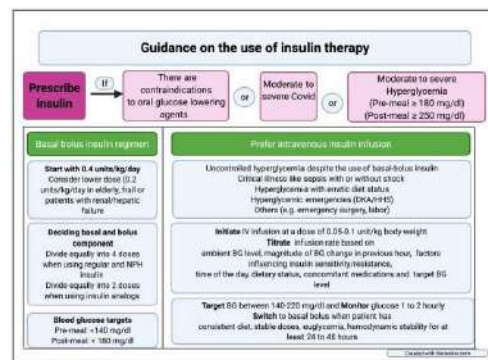 Guidance on the use of insulin therapy
Prescribe
insulin
If
There are
contraindications
to oral glucose lowering
agents
or
Moderate to
severe Covid
or
Moderate to severe
Hyperglycemia
(Pre-meal ≥ 180 mg/dl)
(Post-meal ≥ 250 mg/dl)
Basal bolus insulin regimen
Start with 0.4 units/kg/day
Consider lower dose (0.2
units/kg/day in elderly, frail or
patients with renal/hepatic
failure
Deciding basal and bolus
component
Divide equally into 4 doses
when using regular and NPH
insulin
Divide equally into 2 doses
when using insulin analogs
Blood glucose targets
Pre-meal <140 mg/dl
Post-meal < 180 mg/dl
Prefer intravenous insulin infusion
Uncontrolled hyperglycemia despite the use of basal-bolus insulin
Critical illness like sepsis with or without shock
Hyperglycemia with erratic diet status
Hyperglycemic emergencies (DKA/HHS)
Others (e.g. emergency surgery, labor)
Initiate IV infusion at a dose of 0.05-0.1 unit/kg body weight
Titrate infusion rate based on
ambient BG level, magnitude of BG change in previous hour, factors
influencing insulin sensitivity/resistance,
time of the day, dietary status, concomitant medications and target BG
level
Target BG between 140-220 mg/dl and Monitor glucose 1 to 2 hourly
Switch to basal bolus when patient has
consistent diet, stable doses, euglycemia, hemodynamic stability for at
least 24 to 48 hours
Created with BioRender.com